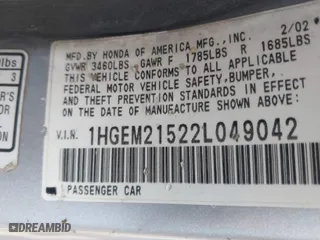 MFD.BY HONDA OF AMERICA MFG.,INC. 2/02
GVWR 3460LBS GAWR F 1785LBS R 1685LBS
THIS VEHICLE CONFORMS TO ALL APPLICABLE
FEDERAL MOTOR VEHICLE SAFETY,BUMPER,
AND THEFT PREVENTION STANDARDS IN EFFECT
ON THE DATE OF MANUFACTURE SHOWN ABOVE.
V.I.N. 1HGEM21522L049042
PASSENGER CAR
lbs
3
R'S
R
DREAMBID